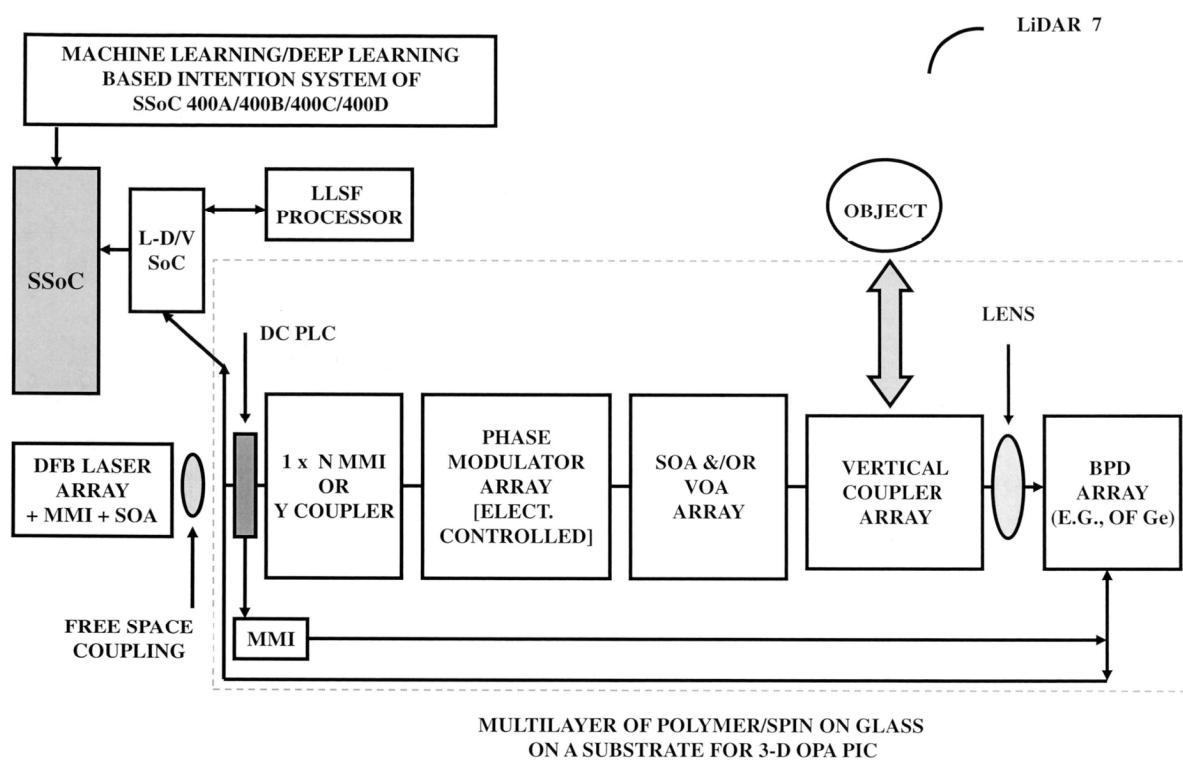 LiDAR 7
MACHINE LEARNING/DEEP LEARNING
BASED INTENTION SYSTEM OF
SSoC 400A/400B/400C/400D
LLSF
PROCESSOR
L-D/V
SoC
SSoC
OBJECT
DC PLC
LENS
DFB LASER
ARRAY
+ MMI + SOA
1 x N MMI
OR
Y COUPLER
PHASE
MODULATOR
ARRAY
[ELECT.
CONTROLLED]
SOA &/OR
VOA
ARRAY
VERTICAL
COUPLER
ARRAY
BPD
ARRAY
(E.G., OF Ge)
FREE SPACE
COUPLING
MMI
MULTILAYER OF POLYMER/SPIN ON GLASS
ON A SUBSTRATE FOR 3-D OPA PIC